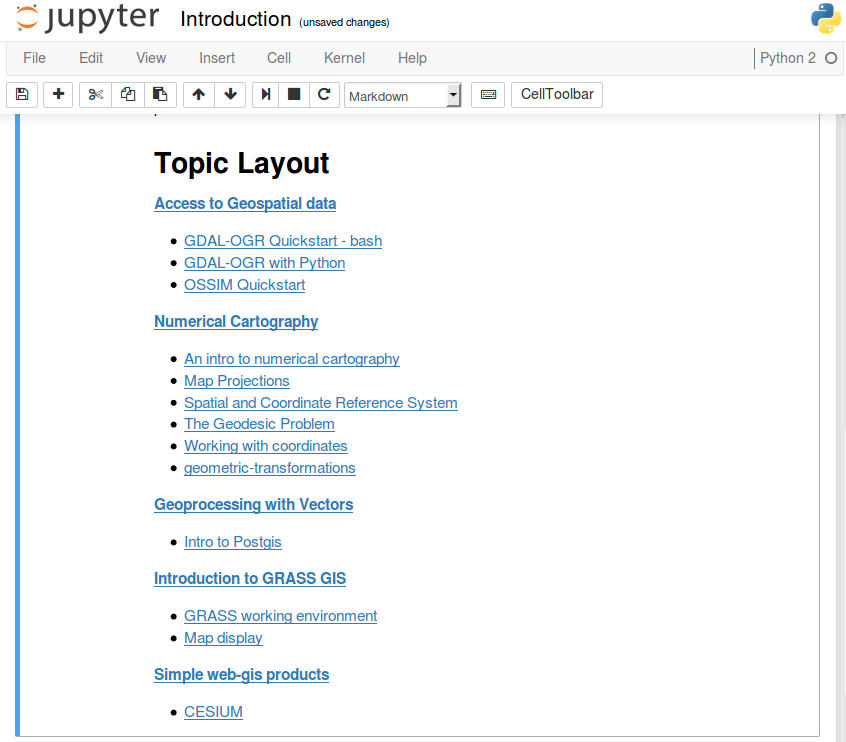 jupyter Introduction (unsaved changes)
File Edit View Insert Cell Kernel Help Python 2
Markdown CellToolbar
Topic Layout
Access to Geospatial data
GDAL-OGR Quickstart - bash
GDAL-OGR with Python
OSSIM Quickstart
Numerical Cartography
An intro to numerical cartography
Map Projections
Spatial and Coordinate Reference System
The Geodesic Problem
Working with coordinates
geometric-transformations
Geoprocessing with Vectors
Intro to Postgis
Introduction to GRASS GIS
GRASS working environment
Map display
Simple web-gis products
CESIUM